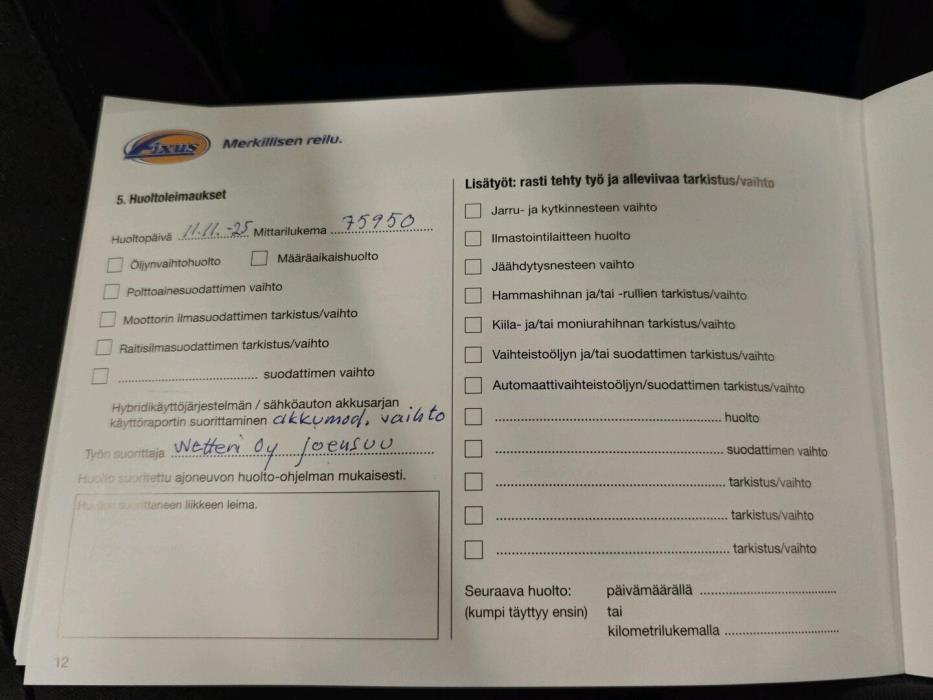 Fixus Merkillisen reilu.
5. Huoltoleimaukset
Huoltopäivä 11.11.-25 Mittarilukema 75950
Öljynvaihtohuolto Määräaikaishuolto
Polttoainesuodattimen vaihto
Moottorin ilmasuodattimen tarkistus/vaihto
Raitisilmasuodattimen tarkistus/vaihto
suodattimen vaihto
Hybridikäyttöjärjestelmän / sähköauton akkusarjan
käyttöraportin suorittaminen akkumod. vaihto
Työn suorittaja Wetteri Oy Joensuu
Huolto suoritettu ajoneuvon huolto-ohjelman mukaisesti.
Huollon suorittaneen liikkeen leima.
12
Lisätyöt: rasti tehty työ ja alleviivaa tarkistus/vaihto
Jarru- ja kytkinnesteen vaihto
Ilmastointilaitteen huolto
Jäähdytysnesteen vaihto
Hammashihnan ja/tai -rullien tarkistus/vaihto
Kiila- ja/tai moniurahihnan tarkistus/vaihto
Vaihteistoöljyn ja/tai suodattimen tarkistus/vaihto
Automaattivaihteistoöljyn/suodattimen tarkistus/vaihto
huolto
suodattimen vaihto
tarkistus/vaihto
tarkistus/vaihto
tarkistus/vaihto
Seuraava huolto: päivämäärällä
(kumpi täyttyy ensin) tai
kilometrilukemalla